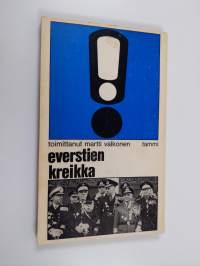 toimittanut martti valkonen tammi
everstien
kreikka